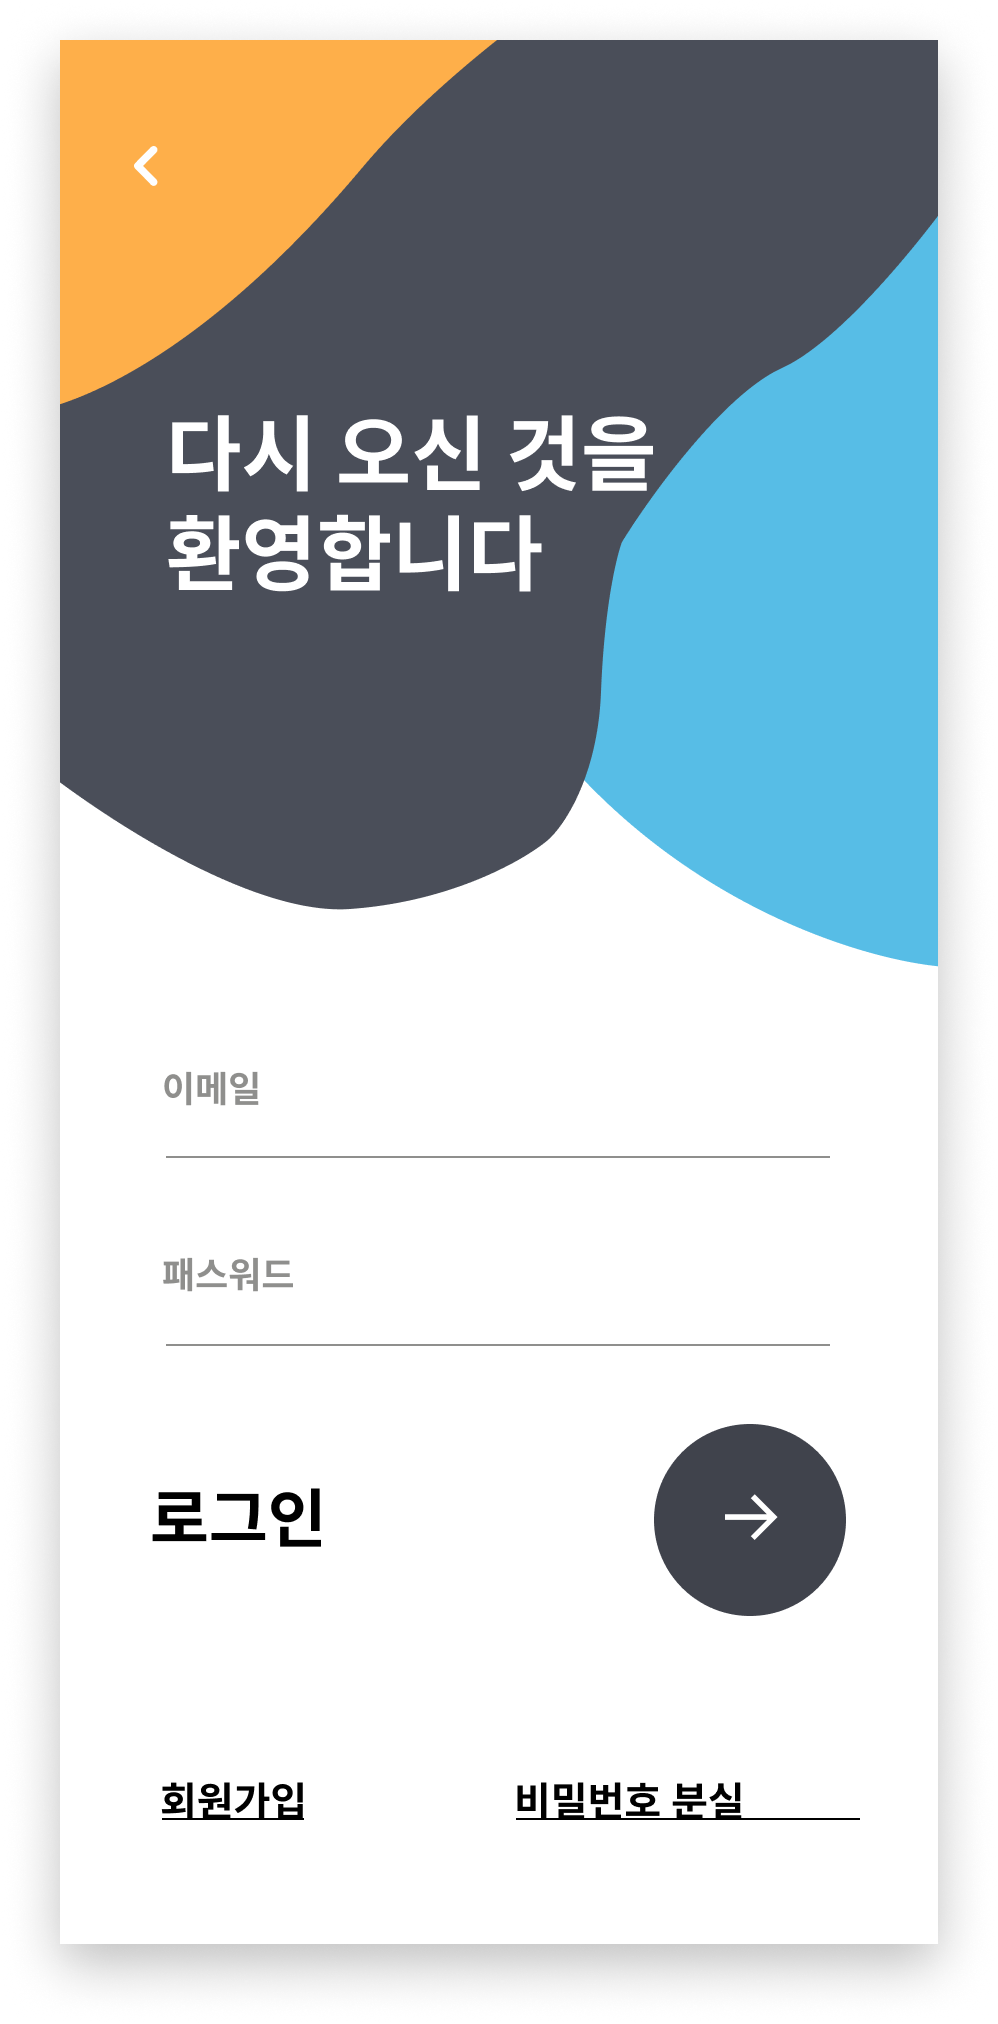 다시 오신 것을
환영합니다
이메일
패스워드
로그인
회원가입
비밀번호 분실